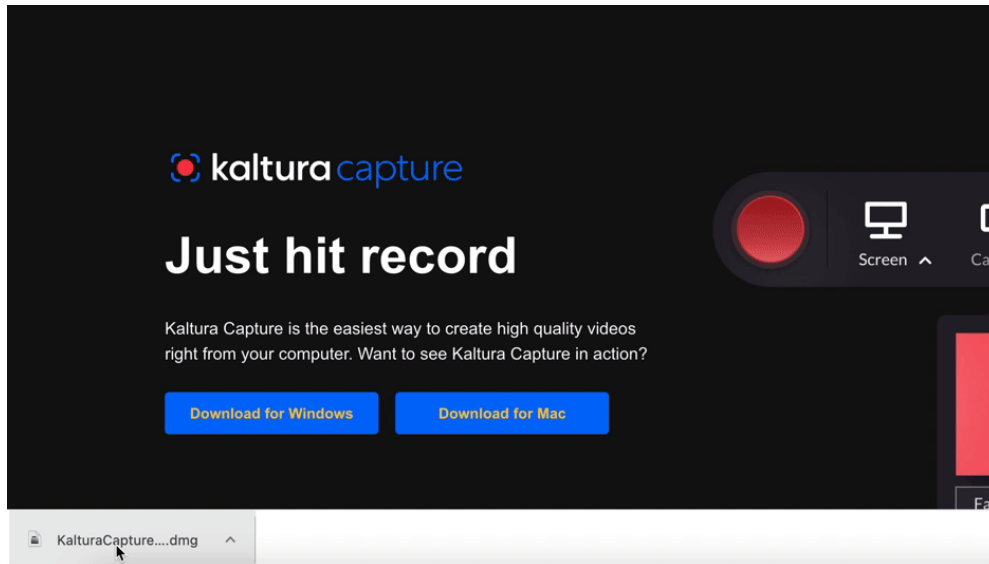 kaltura capture
Just hit record
Screen
Kaltura Capture is the easiest way to create high quality videos
right from your computer. Want to see Kaltura Capture in action?
Download for Windows
Download for Mac
KalturaCapture....dmg